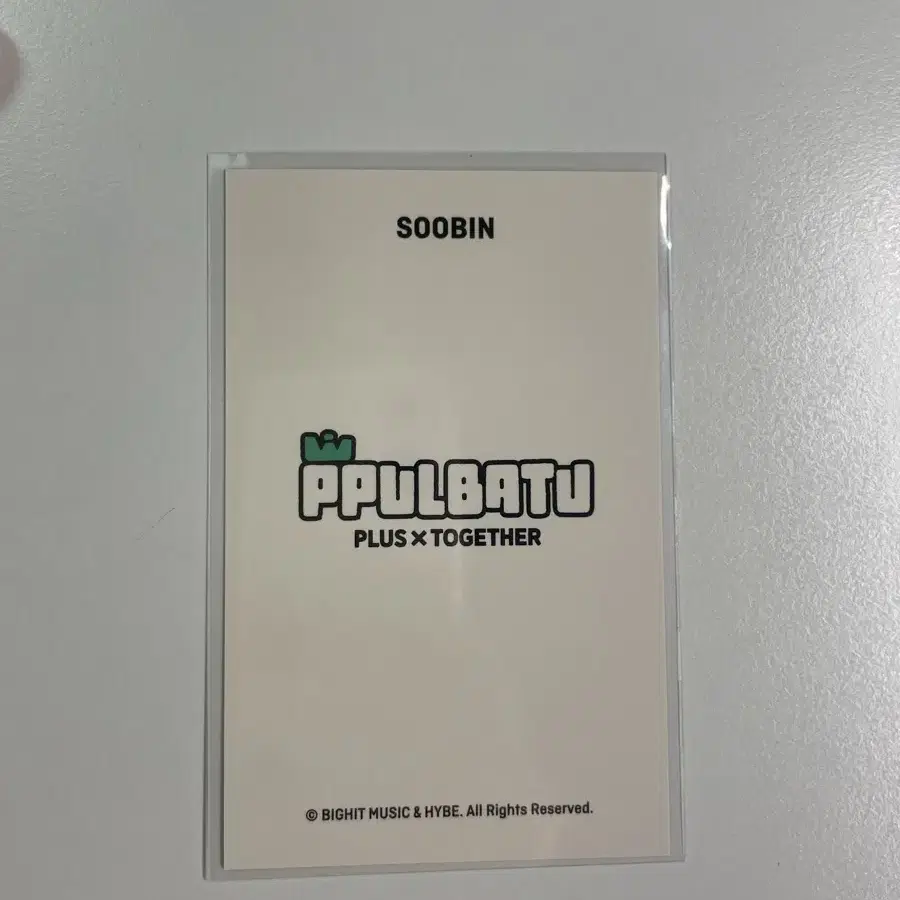 SOOBIN
PPULBATU
PLUS × TOGETHER
© BIGHIT MUSIC & HYBE. All Rights Reserved.